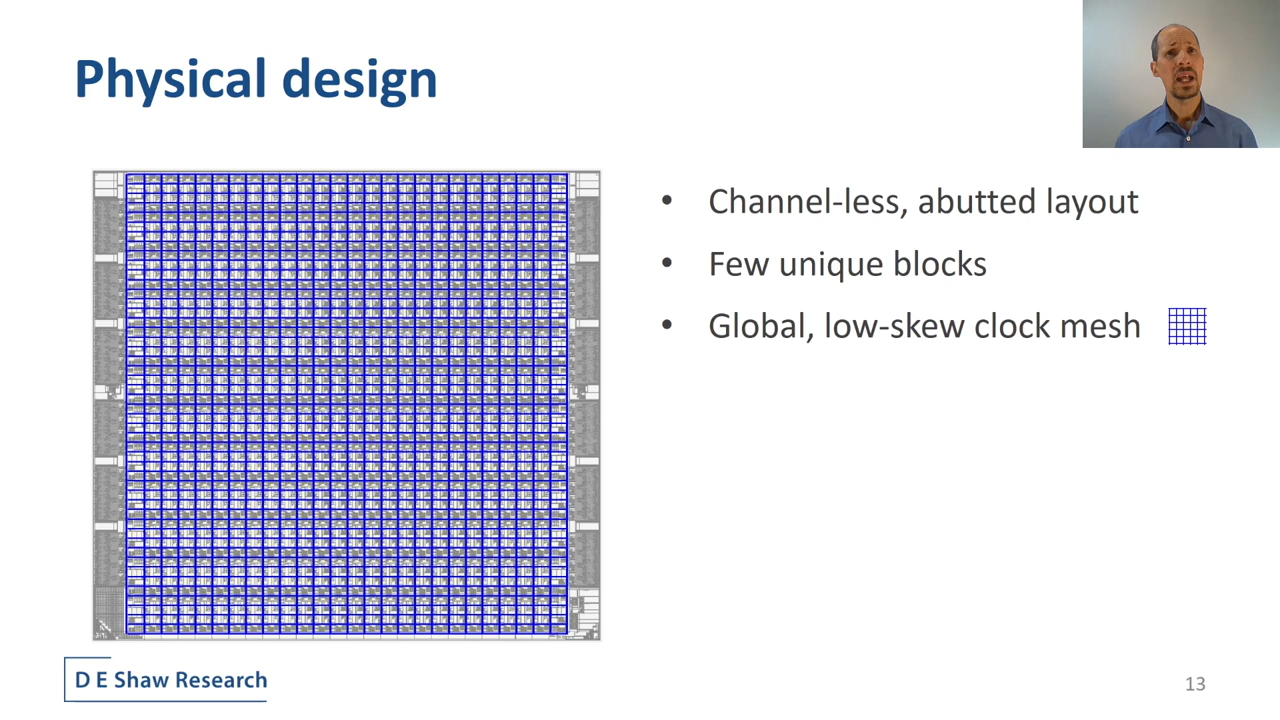 Physical design
• Channel-less, abutted layout
• Few unique blocks
• Global, low-skew clock mesh
D E Shaw Research
13